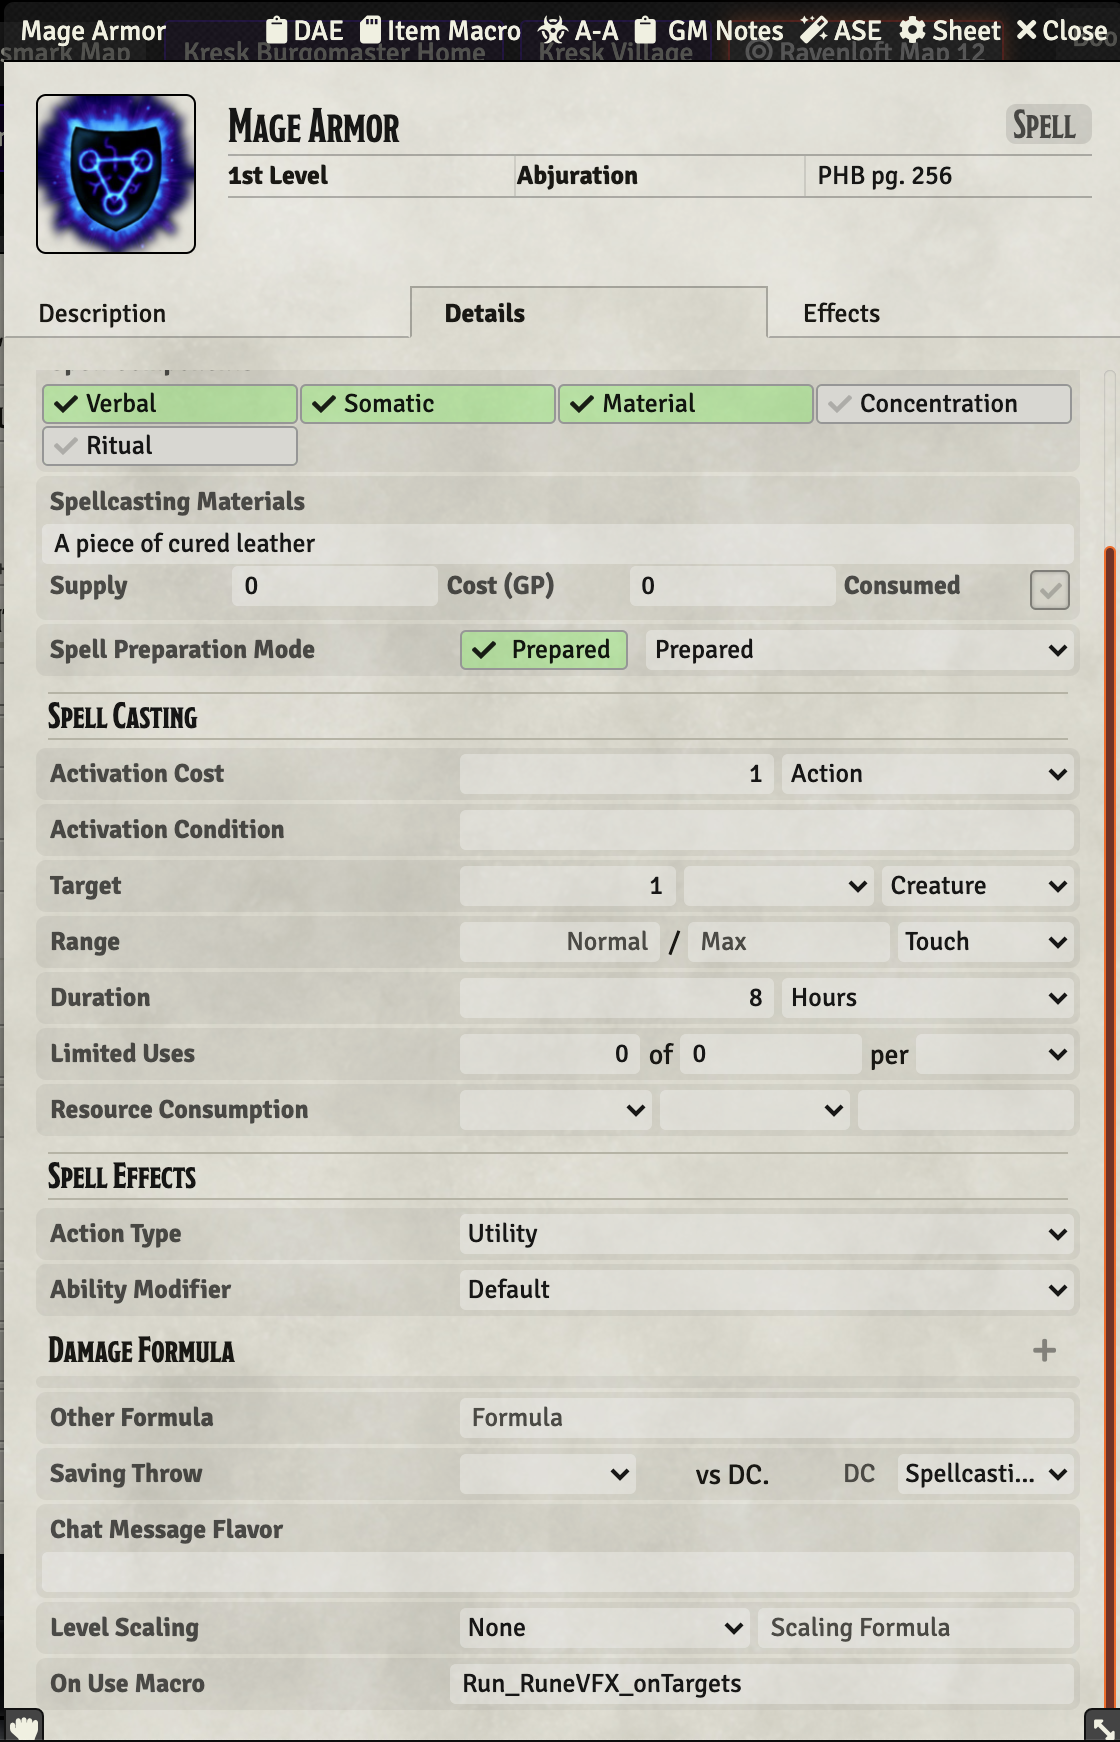 Mage Armor DAE Item Macro A-A GM Notes ASE Sheet Close
smark Map Kresk Burgomaster Home Kresk Village Ravenloft Map 12
Mage Armor Spell
1st Level Abjuration PHB pg. 256
Description Details Effects
Verbal Somatic Material Concentration
Ritual
Spellcasting Materials
A piece of cured leather
Supply 0 Cost (GP) 0 Consumed
Spell Preparation Mode Prepared Prepared
Spell Casting
Activation Cost 1 Action
Activation Condition
Target 1 Creature
Range Normal / Max Touch
Duration 8 Hours
Limited Uses 0 of 0 per
Resource Consumption
Spell Effects
Action Type Utility
Ability Modifier Default
Damage Formula
Other Formula Formula
Saving Throw vs DC. DC Spellcasti...
Chat Message Flavor
Level Scaling None Scaling Formula
On Use Macro Run_RuneVFX_onTargets